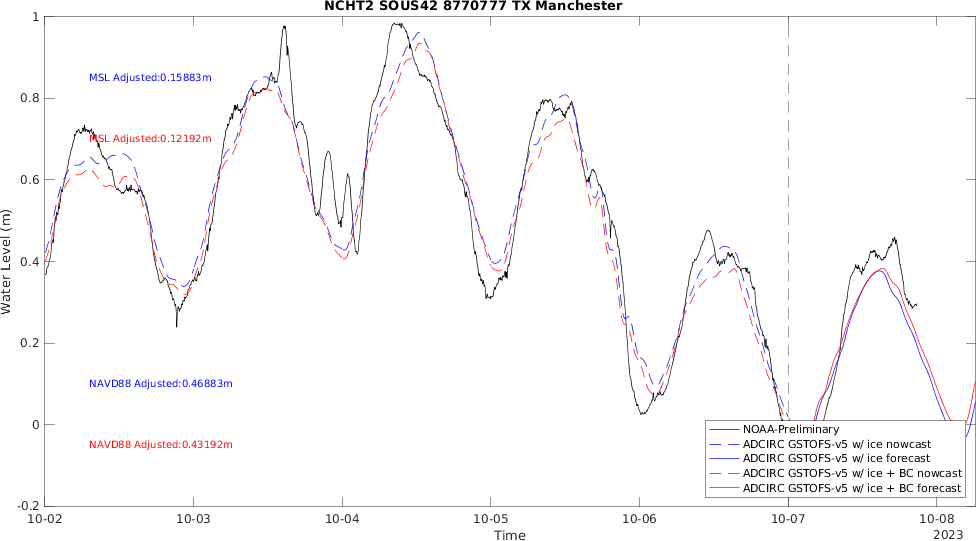 NCHT2 SOUS42 8770777 TX Manchester
1
0.8
0.6
0.4
0.2
0
-0.2
Water Level (m)
MSL Adjusted:0.15883m
MSL Adjusted:0.12192m
NAVD88 Adjusted:0.46883m
NAVD88 Adjusted:0.43192m
NOAA-Preliminary
ADCIRC GSTOFS-v5 w/ ice nowcast
ADCIRC GSTOFS-v5 w/ ice forecast
ADCIRC GSTOFS-v5 w/ ice + BC nowcast
ADCIRC GSTOFS-v5 w/ ice + BC forecast
10-02 10-03 10-04 10-05 10-06 10-07 10-08
Time
2023